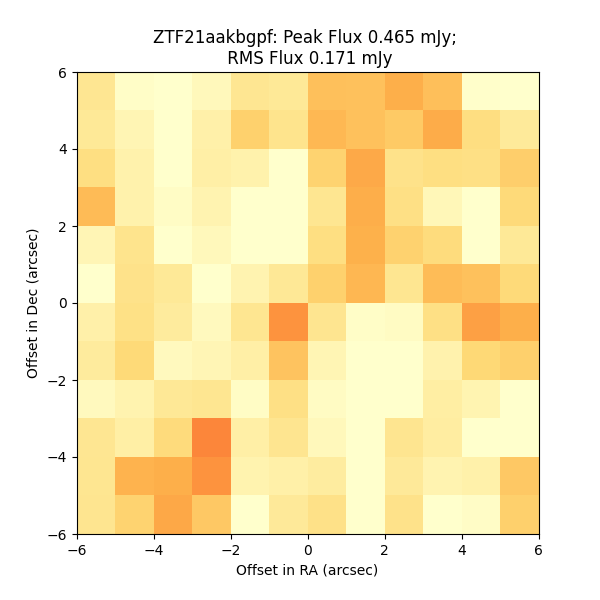 ZTF21aakbgpf: Peak Flux 0.465 mJy;
RMS Flux 0.171 mJy
6
4
2
0
−2
−4
−6
Offset in Dec (arcsec)
−6 −4 −2 0 2 4 6
Offset in RA (arcsec)